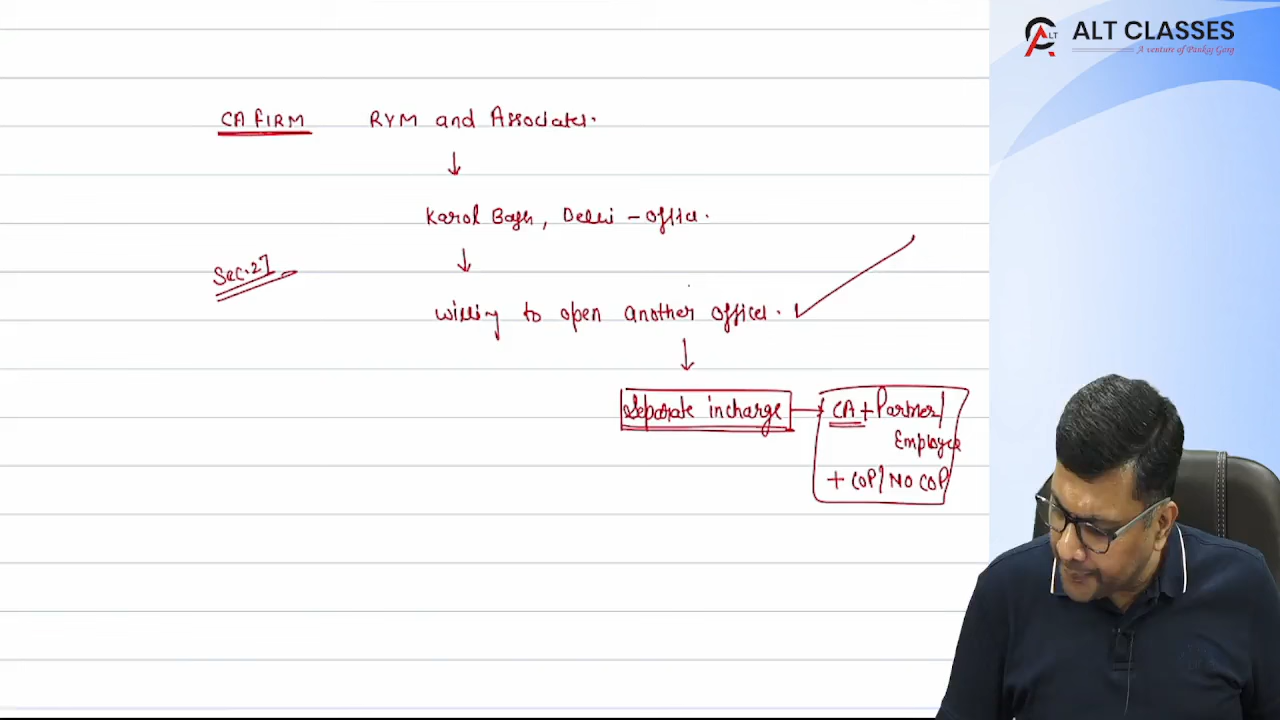 ALT CLASSES
ALT
A venture of Pankaj Garg
CA FIRM RYM and Associates.
↓
Karol Bagh, Delhi - office.
↓
Sec. 27
willing to open another office.
↓
Separate incharge → CA + Partner/
Employee
+ COP/NO COP